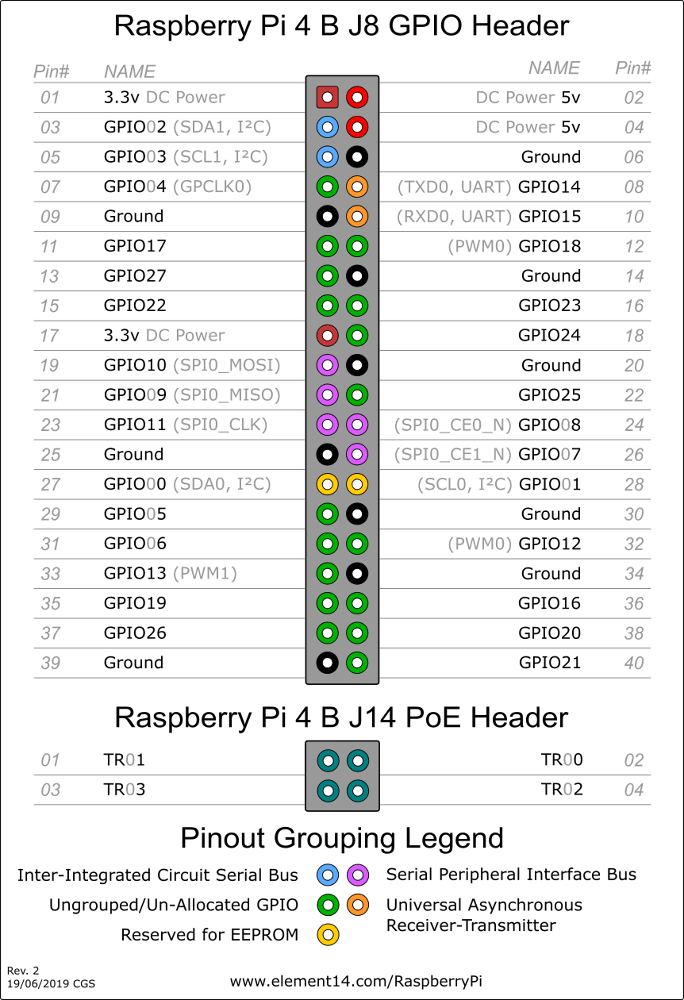 Raspberry Pi 4 B J8 GPIO Header
Pin# NAME NAME Pin#
01 3.3v DC Power DC Power 5v 02
03 GPIO02 (SDA1, I²C) DC Power 5v 04
05 GPIO03 (SCL1, I²C) Ground 06
07 GPIO04 (GPCLK0) (TXD0, UART) GPIO14 08
09 Ground (RXD0, UART) GPIO15 10
11 GPIO17 (PWM0) GPIO18 12
13 GPIO27 Ground 14
15 GPIO22 GPIO23 16
17 3.3v DC Power GPIO24 18
19 GPIO10 (SPI0_MOSI) Ground 20
21 GPIO09 (SPI0_MISO) GPIO25 22
23 GPIO11 (SPI0_CLK) (SPI0_CE0_N) GPIO08 24
25 Ground (SPI0_CE1_N) GPIO07 26
27 GPIO00 (SDA0, I²C) (SCL0, I²C) GPIO01 28
29 GPIO05 Ground 30
31 GPIO06 (PWM0) GPIO12 32
33 GPIO13 (PWM1) Ground 34
35 GPIO19 GPIO16 36
37 GPIO26 GPIO20 38
39 Ground GPIO21 40
Raspberry Pi 4 B J14 PoE Header
01 TR01 TR00 02
03 TR03 TR02 04
Pinout Grouping Legend
Inter-Integrated Circuit Serial Bus Serial Peripheral Interface Bus
Ungrouped/Un-Allocated GPIO Universal Asynchronous
Receiver-Transmitter
Reserved for EEPROM
Rev. 2
19/06/2019 CGS www.element14.com/RaspberryPi